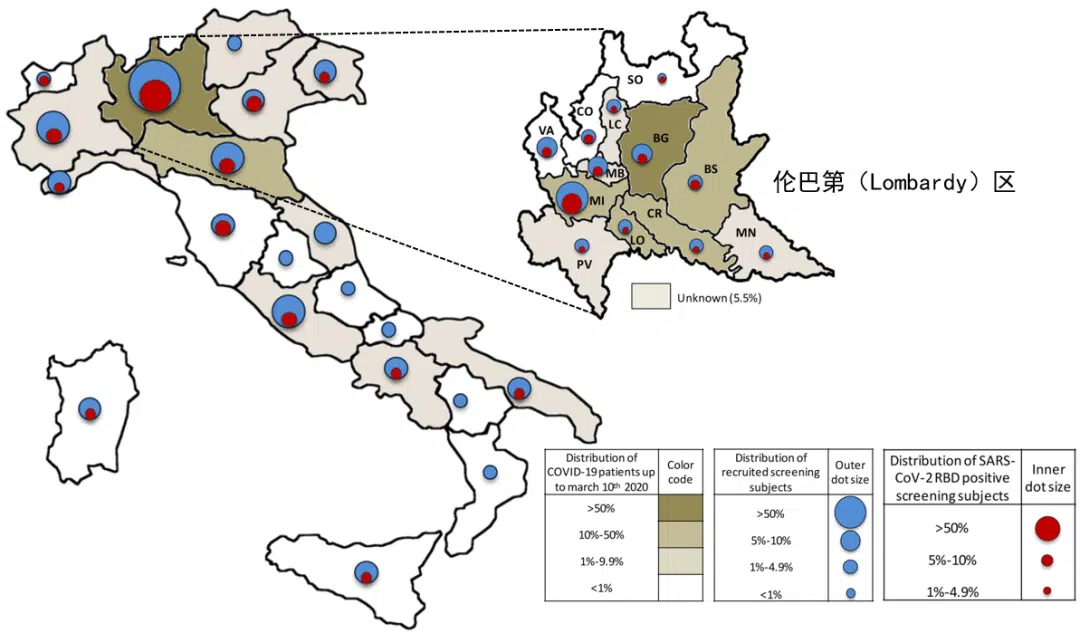 SO
CO
LC
VA
BG
MB
BS
MI
CR
LO
MN
PV
伦巴第（Lombardy）区
Unknown (5.5%)
Distribution of
COVID-19 patients up
to march 10th 2020
Color
code
>50%
10%-50%
1%-9.9%
<1%
Distribution of
recruited screening
subjects
Outer
dot size
>50%
5%-10%
1%-4.9%
<1%
Distribution of SARS-
CoV-2 RBD positive
screening subjects
Inner
dot size
>50%
5%-10%
1%-4.9%